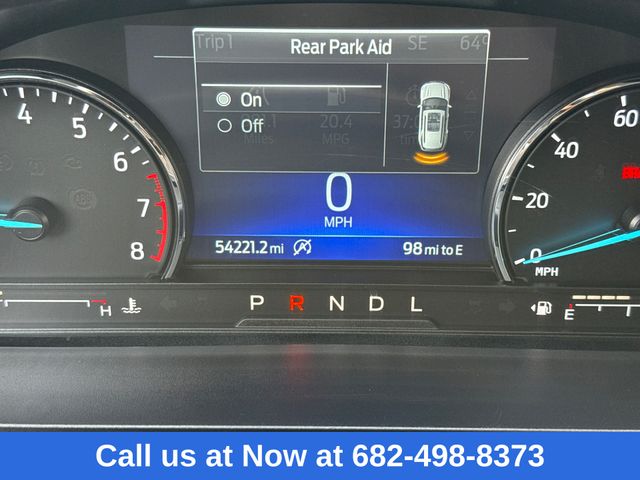 Trip 1 Rear Park Aid SE 64°
On
Off
Miles 20.4 MPG
0
MPH
54221.2 mi 98 mi to E
4 5 6 7 8
60 40 20 0 MPH
H P R N D L E
Call us at Now at 682-498-8373